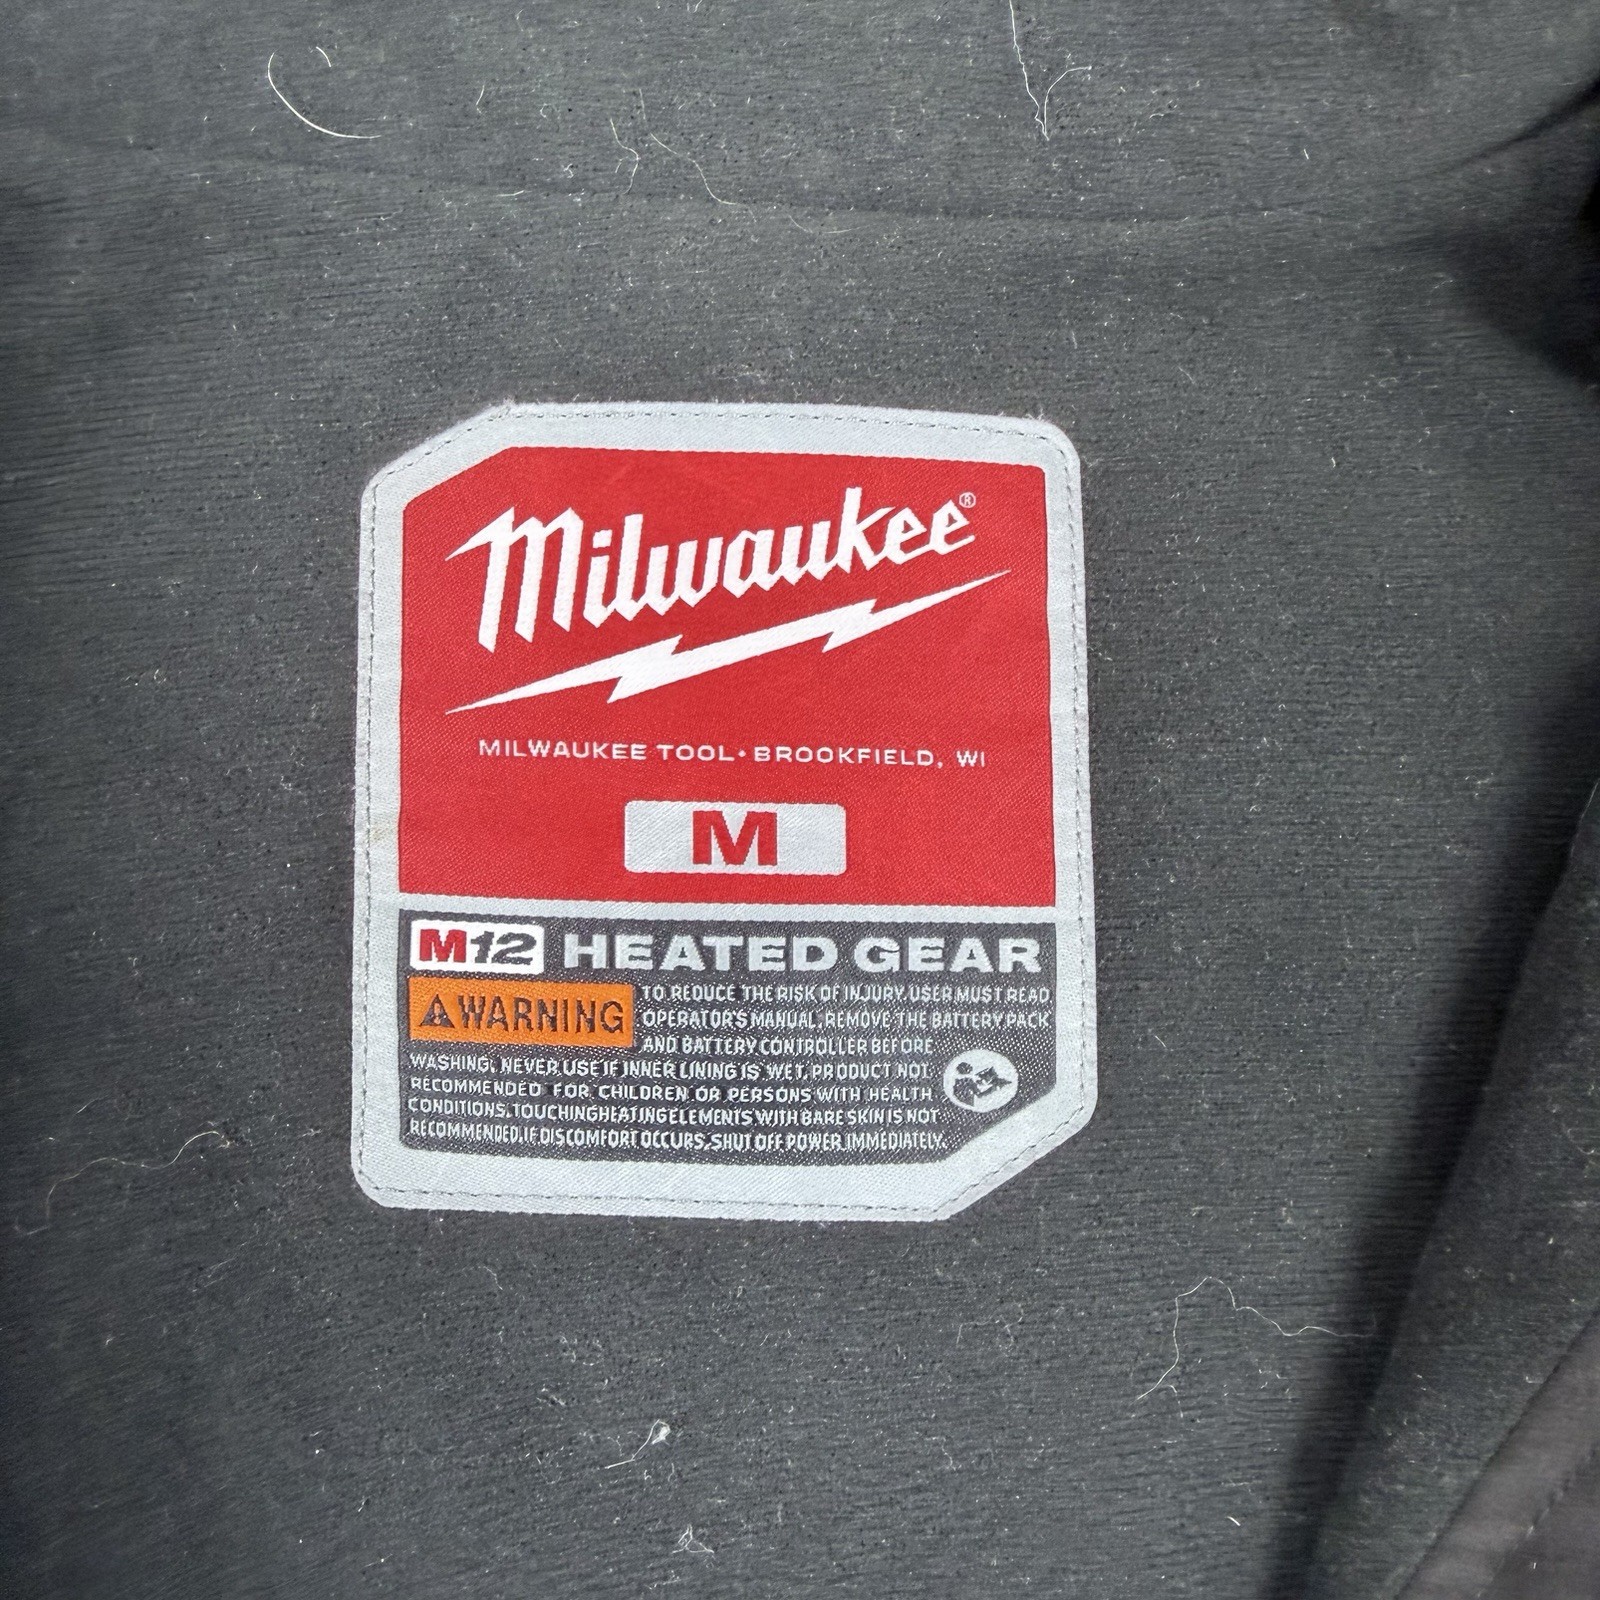 Milwaukee®
MILWAUKEE TOOL • BROOKFIELD, WI
M
M12 HEATED GEAR
⚠WARNING TO REDUCE THE RISK OF INJURY, USER MUST READ
OPERATOR'S MANUAL, REMOVE THE BATTERY PACK
AND BATTERY CONTROLLER BEFORE
WASHING. NEVER USE IF INNER LINING IS WET. PRODUCT NOT
RECOMMENDED FOR CHILDREN OR PERSONS WITH HEALTH
CONDITIONS. TOUCHING HEATING ELEMENTS WITH BARE SKIN IS NOT
RECOMMENDED. IF DISCOMFORT OCCURS, SHUT OFF POWER IMMEDIATELY.